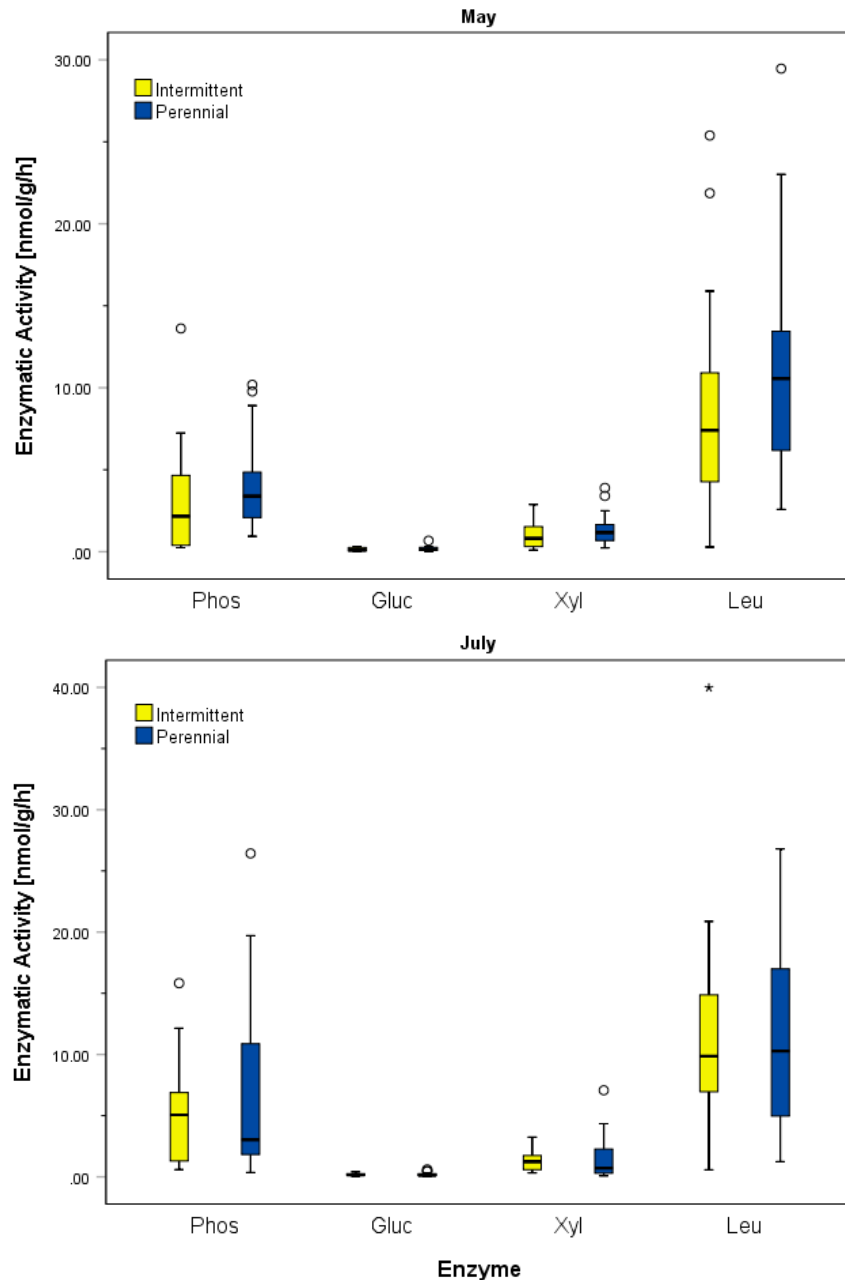 May
Enzymatic Activity [nmol/g/h]
30.00
20.00
10.00
.00
Intermittent
Perennial
Phos Gluc Xyl Leu
July
Enzymatic Activity [nmol/g/h]
40.00
30.00
20.00
10.00
.00
Intermittent
Perennial
Phos Gluc Xyl Leu
Enzyme